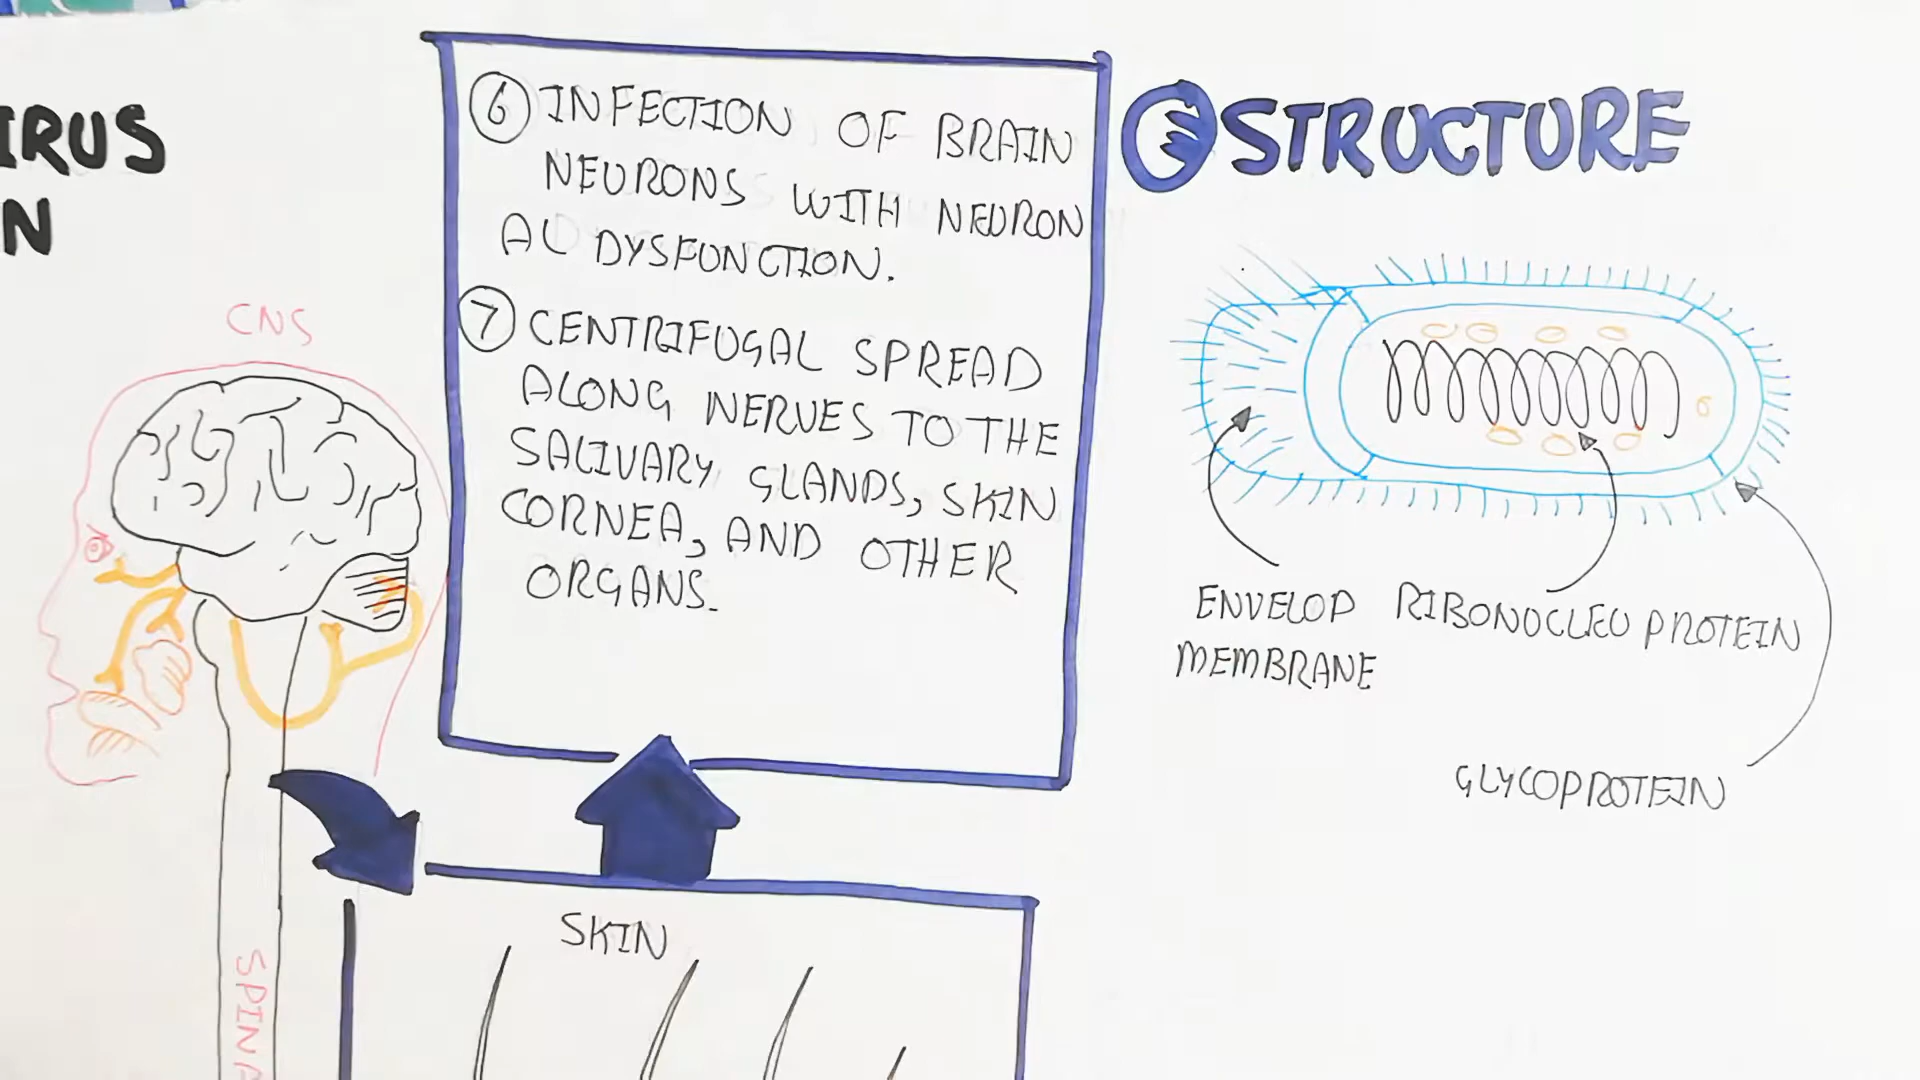 IRUS
N
CNS
⑥ INFECTION OF BRAIN
NEURONS WITH NEURON
AL DYSFUNCTION.
⑦ CENTRIFUGAL SPREAD
ALONG NERVES TO THE
SALIVARY GLANDS, SKIN
CORNEA, AND OTHER
ORGANS.
SKIN
SPINA
STRUCTURE
ENVELOP
MEMBRANE
RIBONUCLEO PROTEIN
GLYCOPROTEIN